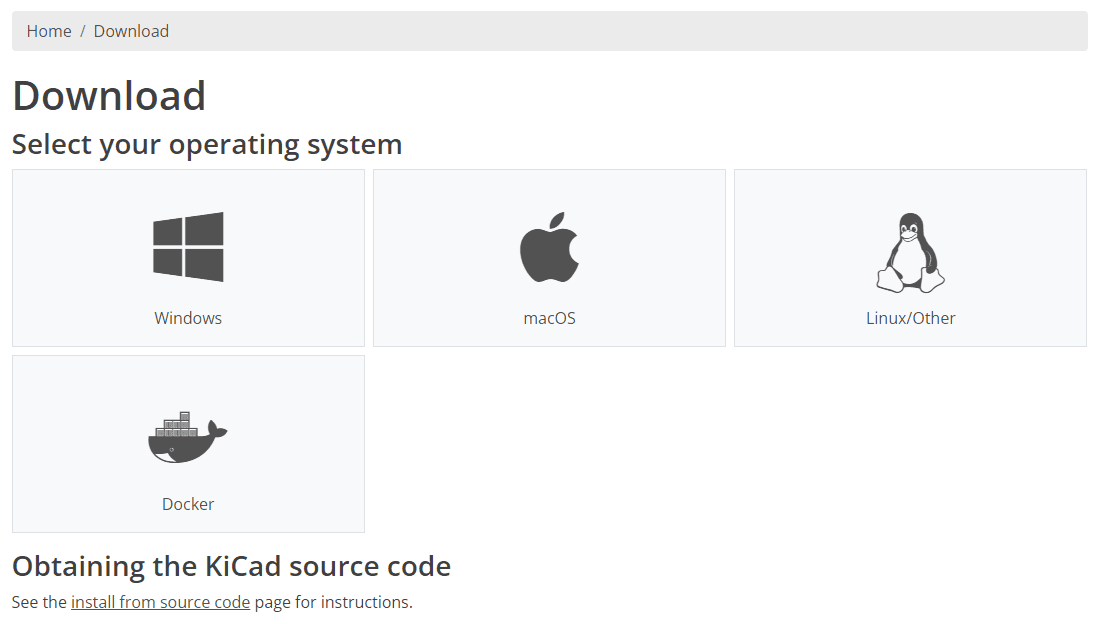 Home / Download
Download
Select your operating system
Windows
macOS
Linux/Other
Docker
Obtaining the KiCad source code
See the install from source code page for instructions.